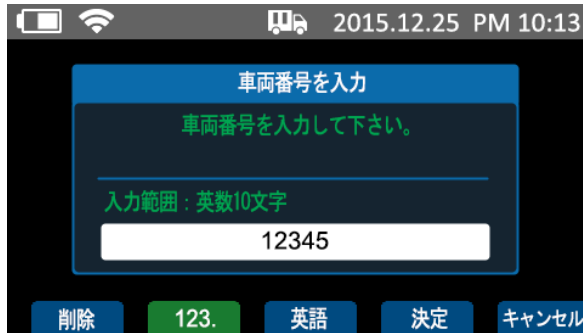 2015.12.25 PM 10:13
車両番号を入力
車両番号を入力して下さい。
入力範囲：英数10文字
12345
削除 123. 英語 決定 キャンセル